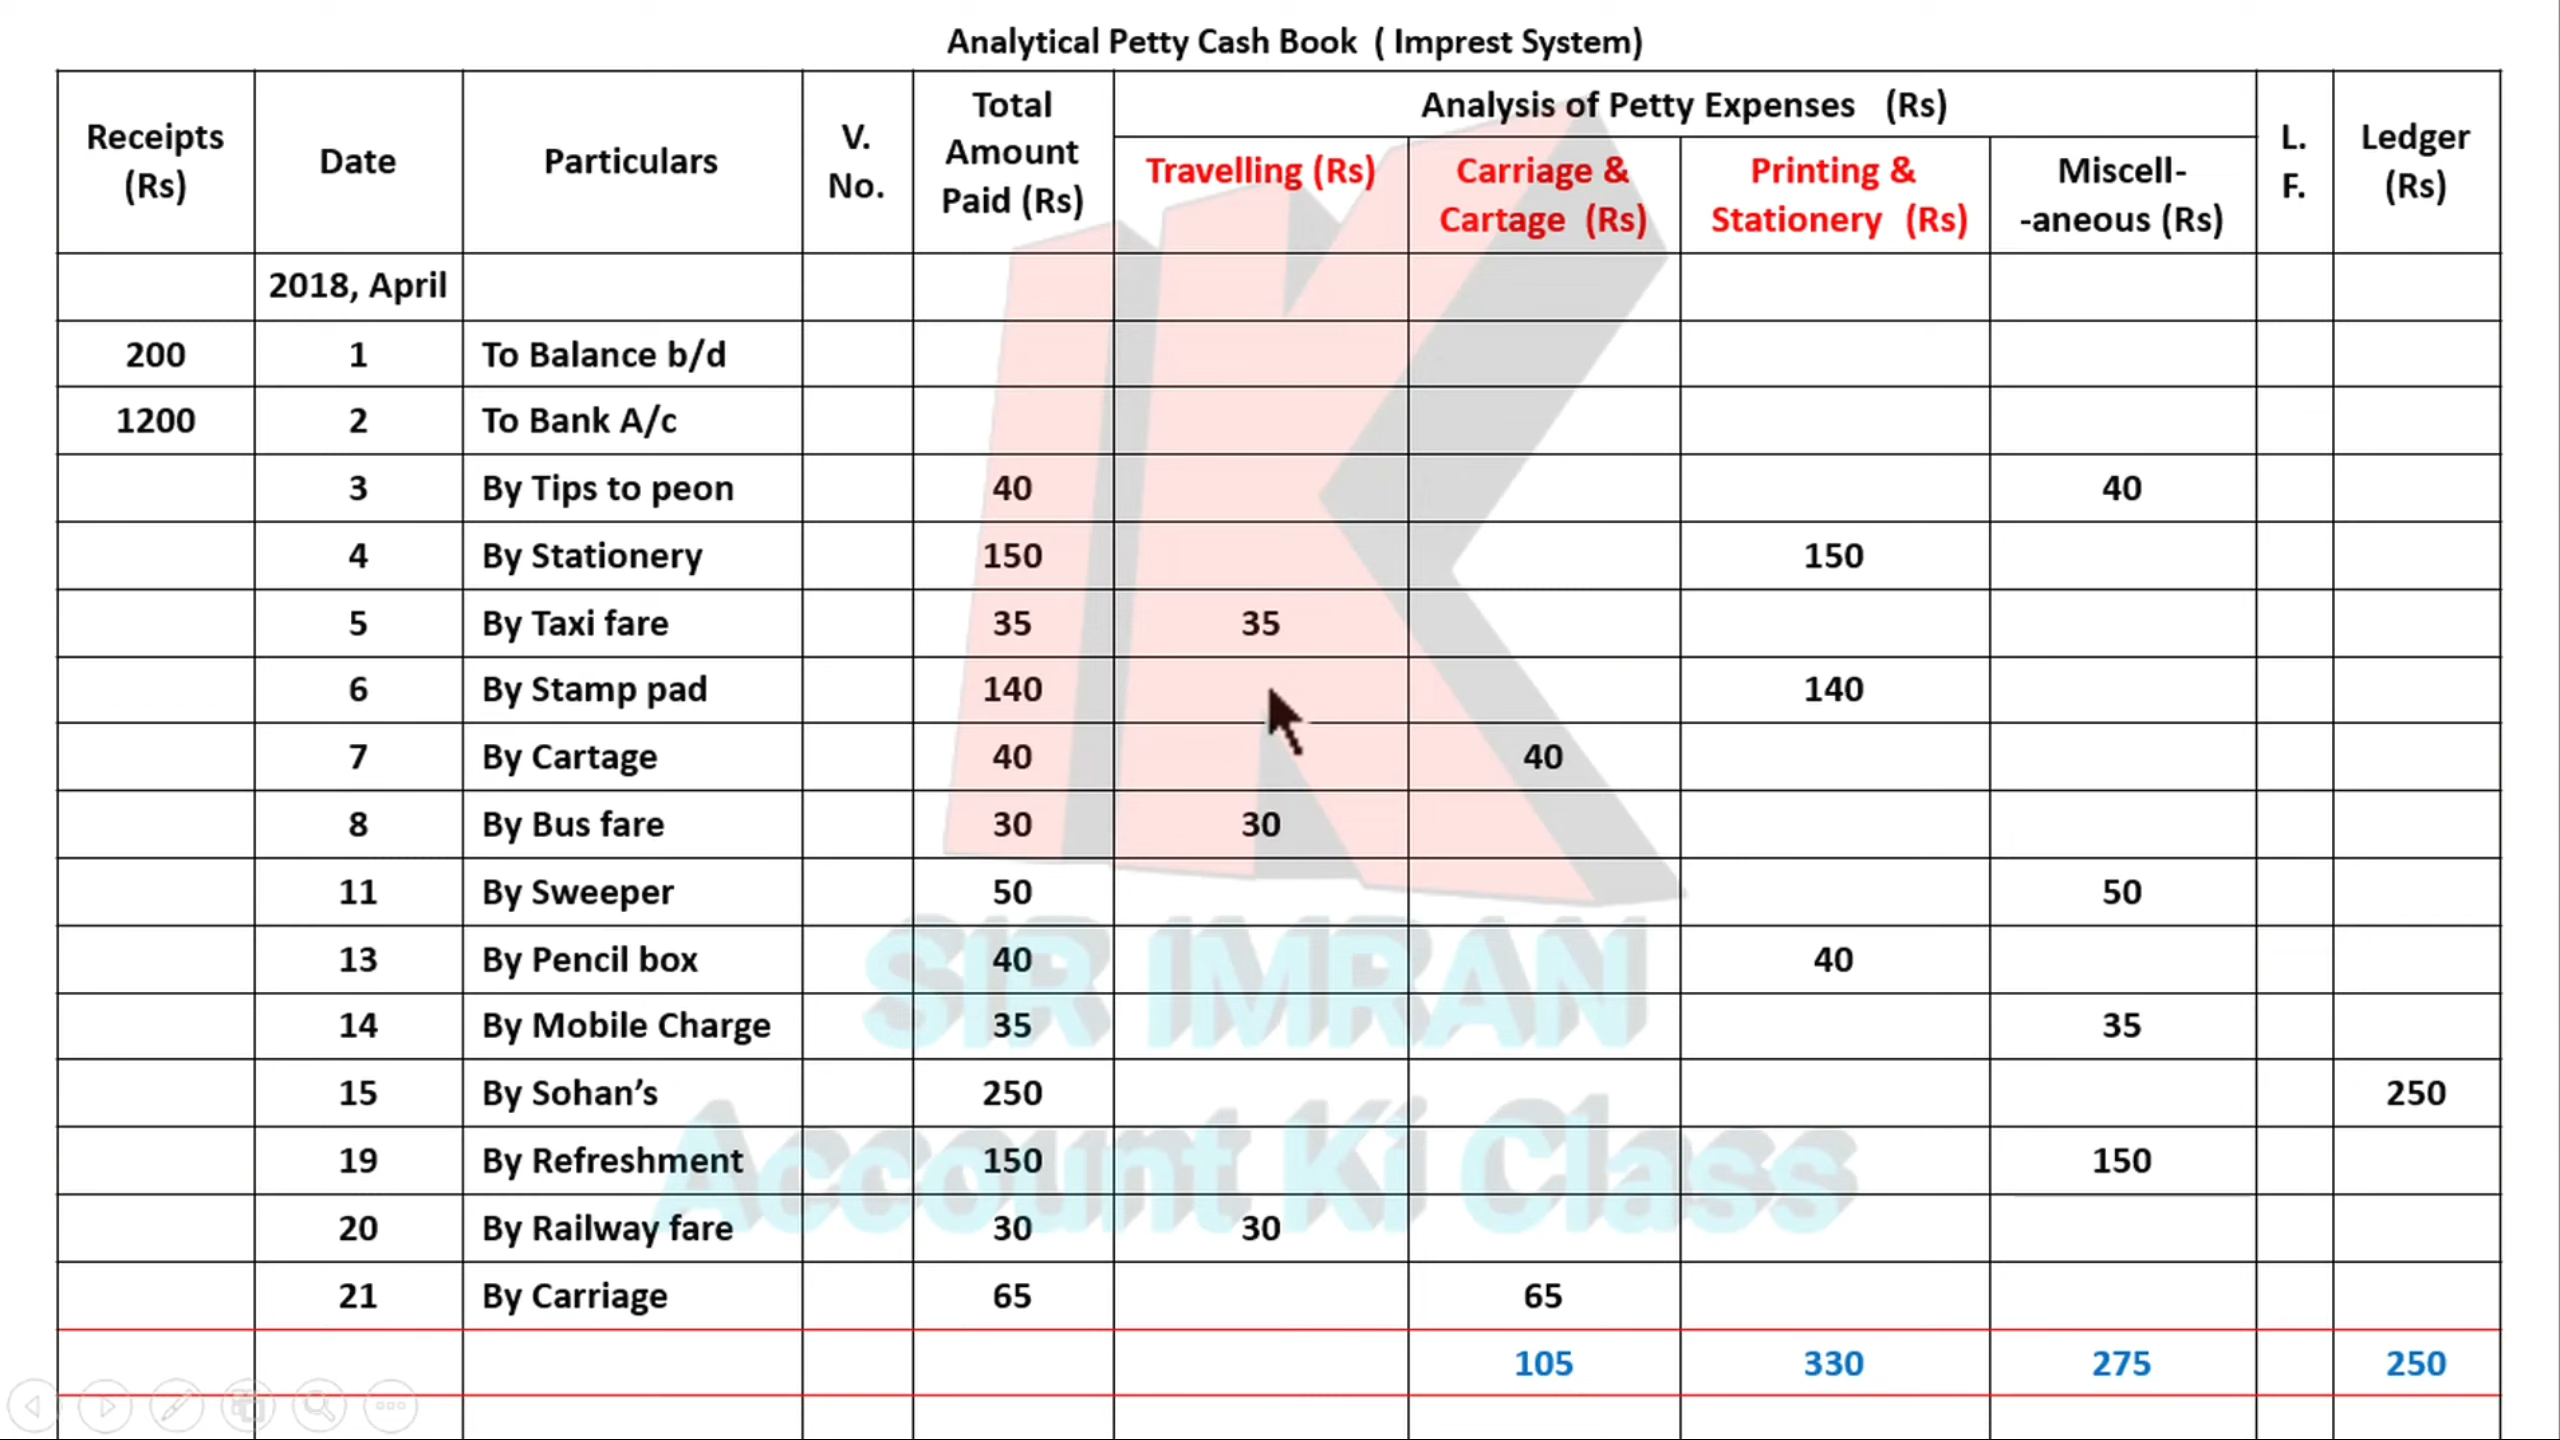 Analytical Petty Cash Book ( Imprest System)
Receipts (Rs) Date Particulars V. No. Total Amount Paid (Rs) Analysis of Petty Expenses (Rs) L. F. Ledger (Rs)
Travelling (Rs) Carriage & Cartage (Rs) Printing & Stationery (Rs) Miscell- -aneous (Rs)
2018, April
200 1 To Balance b/d
1200 2 To Bank A/c
3 By Tips to peon 40 40
4 By Stationery 150 150
5 By Taxi fare 35 35
6 By Stamp pad 140 140
7 By Cartage 40 40
8 By Bus fare 30 30
11 By Sweeper 50 50
13 By Pencil box 40 40
14 By Mobile Charge 35 35
15 By Sohan’s 250 250
19 By Refreshment 150 150
20 By Railway fare 30 30
21 By Carriage 65 65
105 330 275 250
SIR IMRAN
Account Ki Class